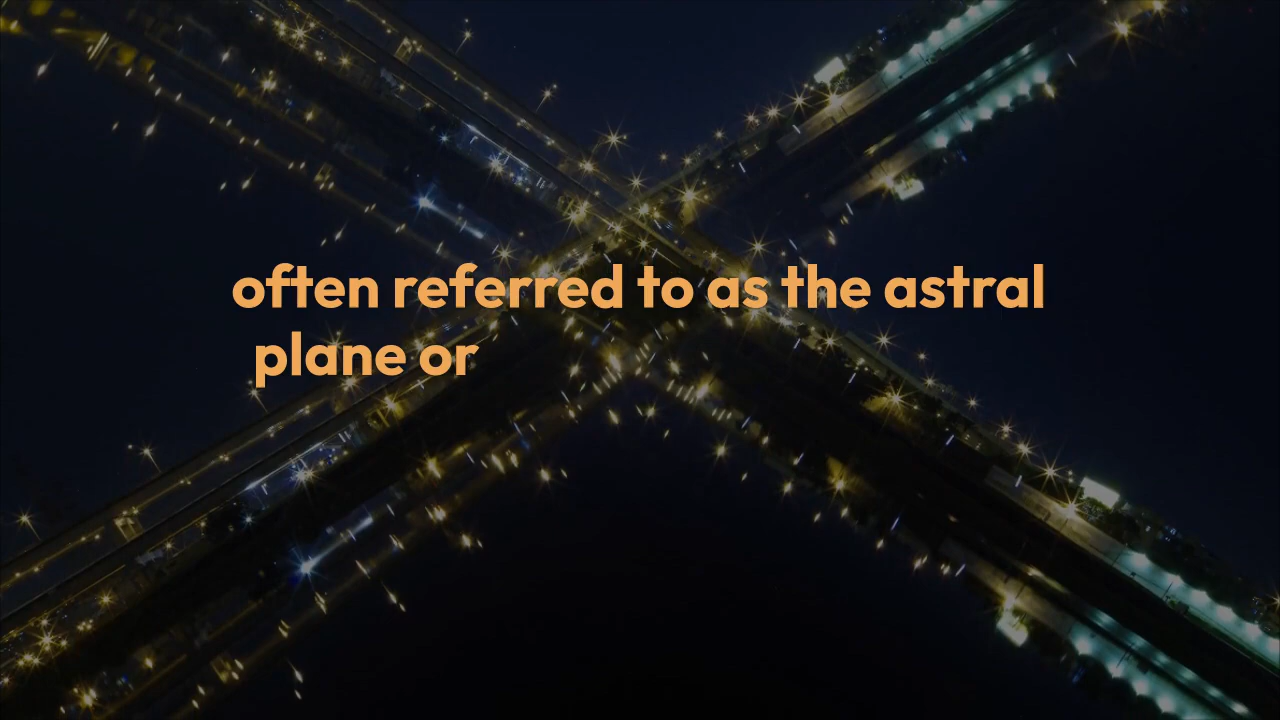 often referred to as the astral
plane or